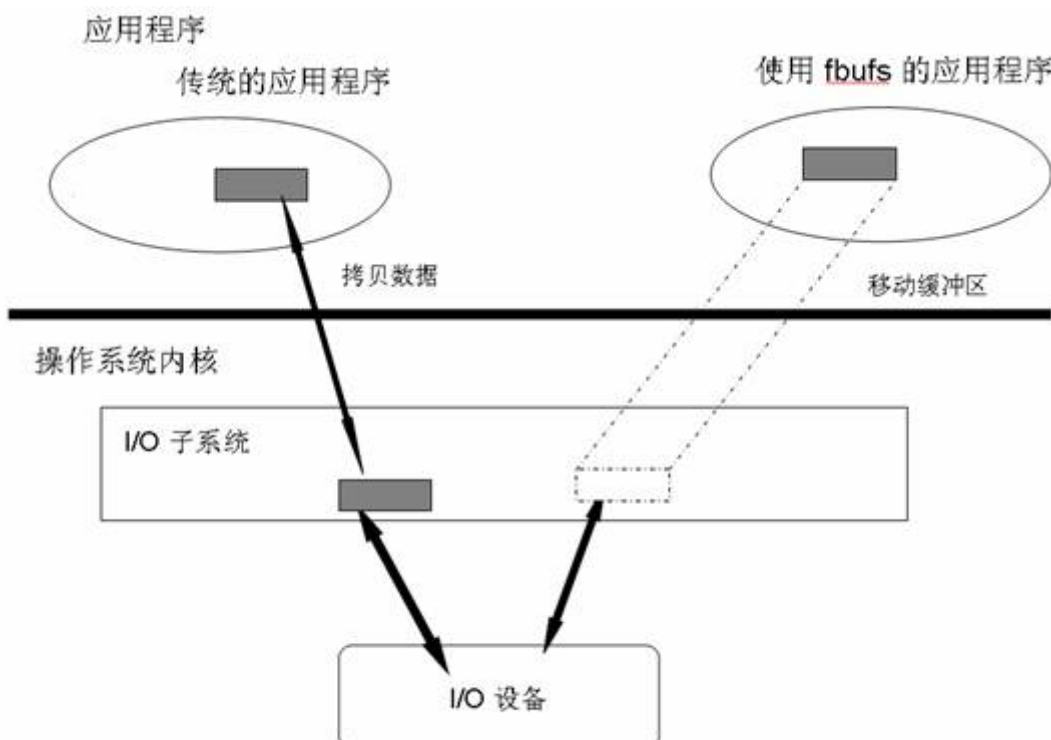 应用程序
传统的应用程序
使用 fbufs 的应用程序
拷贝数据
移动缓冲区
操作系统内核
I/O 子系统
I/O 设备